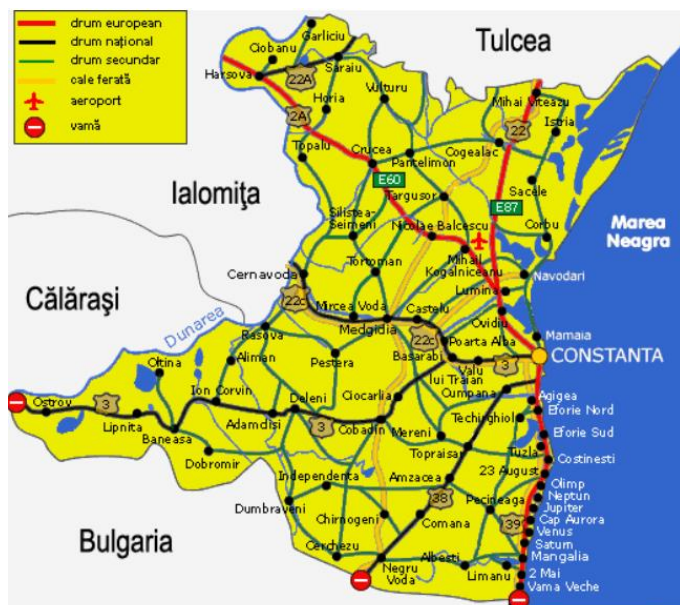 drum european
drum național
drum secundar
cale ferată
aeroport
vamă
Tulcea
Ialomiţa
Călărași
Bulgaria
Marea
Neagra
Dunarea
Garliciu
Ciobanu
Saraiu
Harsova
22A
Horia
Vulturu
2A
Mihai Viteazu
22
Istria
Topalu
Crucea
Pantelimon
Cogealac
E60
Targusor
Sacele
E87
Silistea-
Seimeni
Nicolae Balcescu
Corbu
Mihail
Kogalniceanu
Tortoman
Cernavoda
Navodari
Lumina
22c
Mircea Voda
Castelu
Medgidia
Ovidiu
Rasova
22c
Poarta Alba
Mamaia
Basarabi
CONSTANTA
3
Valu
lui Traian
Oltina
Aliman
Pestera
Cumpana
Ion Corvin
Ciocarlia
Agigea
Ostrov
3
Deleni
Eforie Nord
Lipnita
Adamclisi
3
Cobadin
Techirghiol
Baneasa
Mereni
Eforie Sud
Topraisar
Tuzla
Dobromir
Costinesti
23 August
Independenta
Amzacea
Olimp
38
Neptun
Dumbraveni
Pecineaga
Jupiter
Chirnogeni
Comana
39
Cap Aurora
Venus
Saturn
Cerchezu
Albesti
Mangalia
Negru
Voda
Limanu
2 Mai
Vama Veche